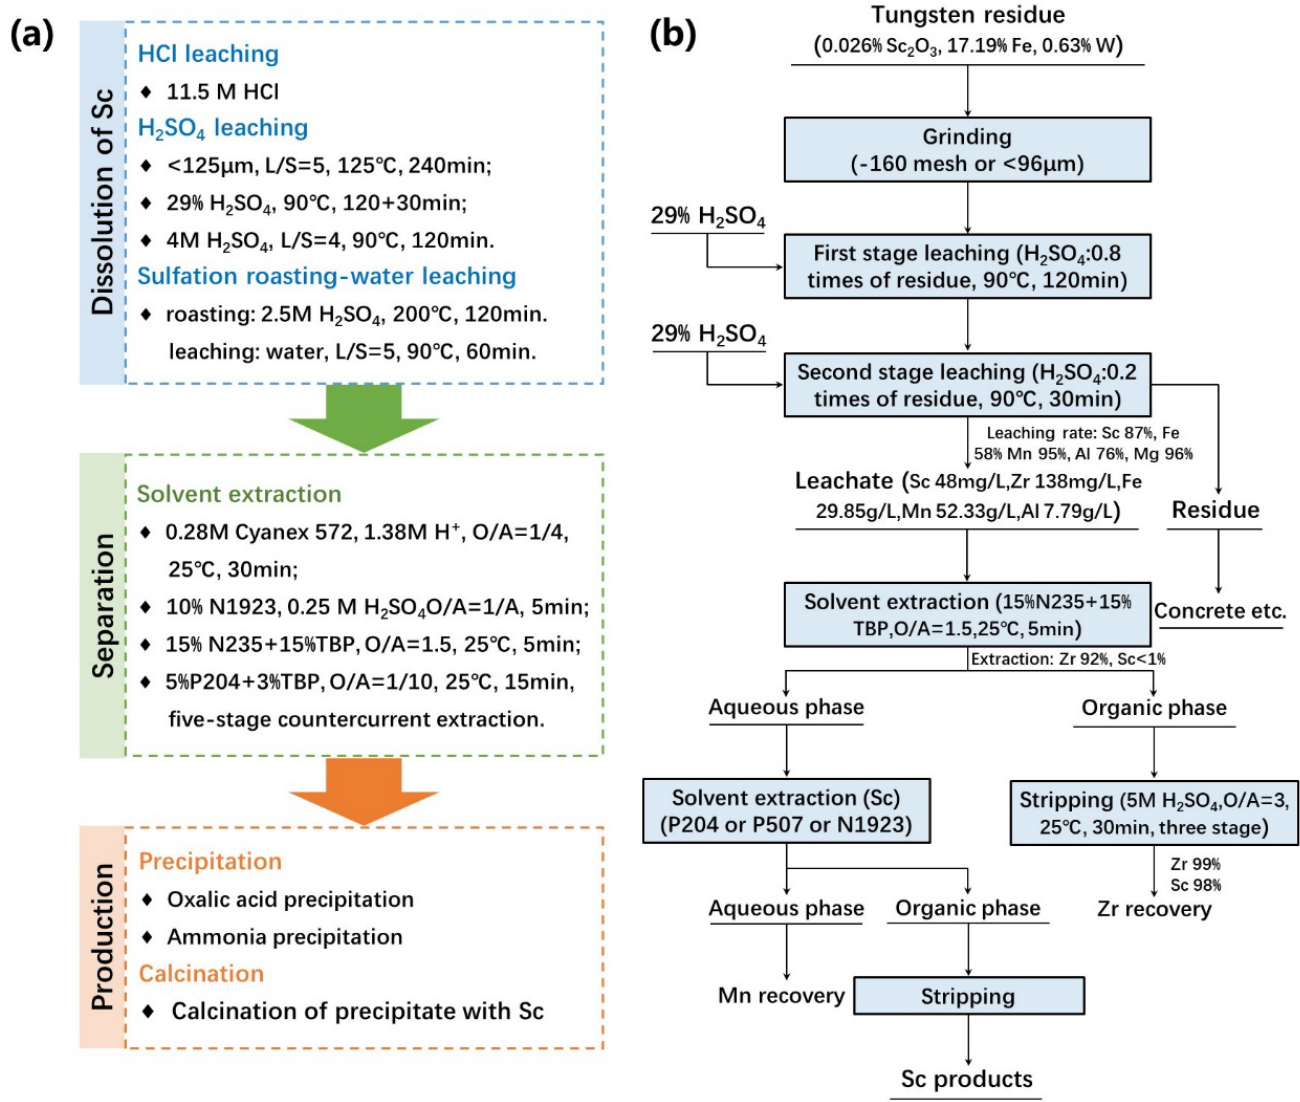 (a)
Dissolution of Sc
HCl leaching
♦ 11.5 M HCl
H₂SO₄ leaching
♦ <125μm, L/S=5, 125℃, 240min;
♦ 29% H₂SO₄, 90℃, 120+30min;
♦ 4M H₂SO₄, L/S=4, 90℃, 120min.
Sulfation roasting-water leaching
♦ roasting: 2.5M H₂SO₄, 200℃, 120min.
leaching: water, L/S=5, 90℃, 60min.
Separation
Solvent extraction
♦ 0.28M Cyanex 572, 1.38M H⁺, O/A=1/4,
25℃, 30min;
♦ 10% N1923, 0.25 M H₂SO₄O/A=1/A, 5min;
♦ 15% N235+15%TBP, O/A=1.5, 25℃, 5min;
♦ 5%P204+3%TBP, O/A=1/10, 25℃, 15min,
five-stage countercurrent extraction.
Production
Precipitation
♦ Oxalic acid precipitation
♦ Ammonia precipitation
Calcination
♦ Calcination of precipitate with Sc
(b)
Tungsten residue
(0.026% Sc₂O₃, 17.19% Fe, 0.63% W)
Grinding
(-160 mesh or <96μm)
29% H₂SO₄
First stage leaching (H₂SO₄:0.8
times of residue, 90℃, 120min)
29% H₂SO₄
Second stage leaching (H₂SO₄:0.2
times of residue, 90℃, 30min)
Leaching rate: Sc 87%, Fe
58% Mn 95%, Al 76%, Mg 96%
Leachate (Sc 48mg/L,Zr 138mg/L,Fe
29.85g/L,Mn 52.33g/L,Al 7.79g/L)
Residue
Concrete etc.
Solvent extraction (15%N235+15%
TBP,O/A=1.5,25℃, 5min)
Extraction: Zr 92%, Sc<1%
Aqueous phase
Organic phase
Solvent extraction (Sc)
(P204 or P507 or N1923)
Stripping (5M H₂SO₄,O/A=3,
25℃, 30min, three stage)
Zr 99%
Sc 98%
Zr recovery
Aqueous phase
Organic phase
Mn recovery
Stripping
Sc products